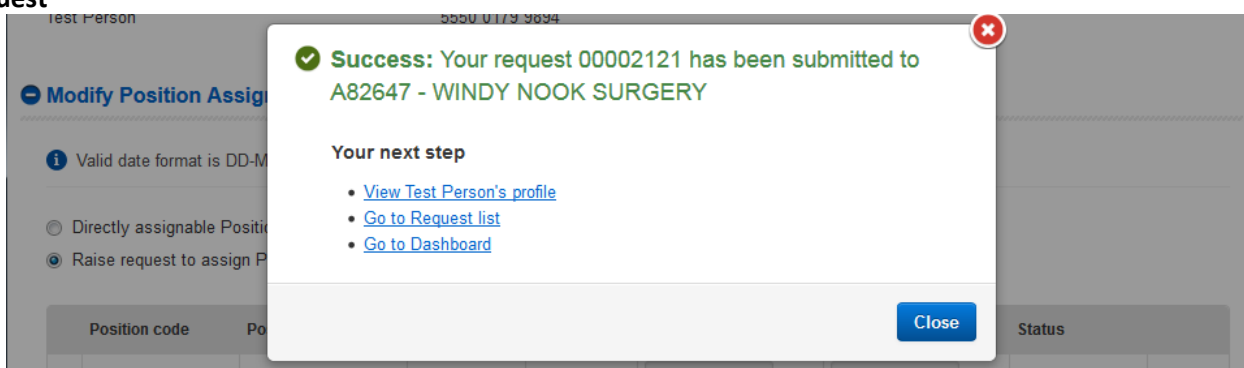 uest
Test Person 5550 0179 9894
Success: Your request 00002121 has been submitted to
A82647 - WINDY NOOK SURGERY
Modify Position Assig
Your next step
Valid date format is DD-M
• View Test Person's profile
• Go to Request list
• Go to Dashboard
Directly assignable Positi
Raise request to assign P
Close
Position code Po Status